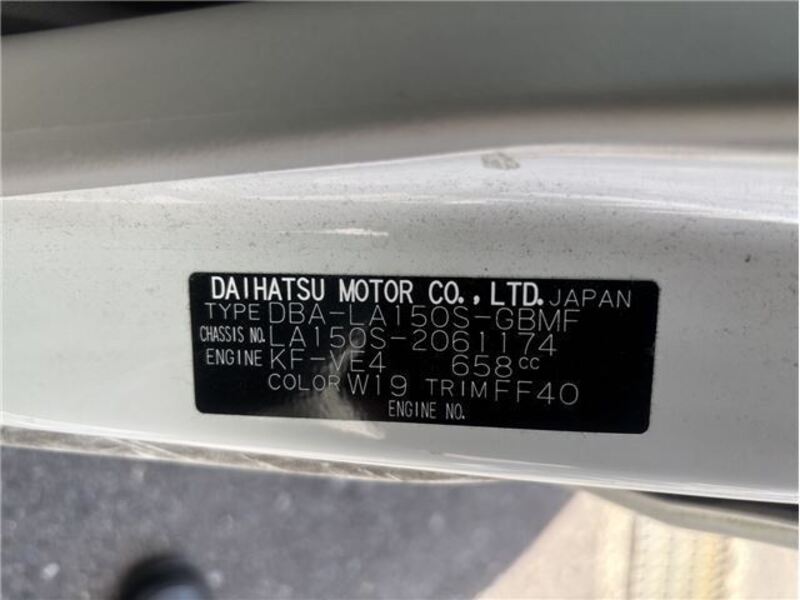 DAIHATSU MOTOR CO., LTD. JAPAN
TYPE DBA-LA150S-GBMF
CHASSIS NO. LA150S-2061174
ENGINE KF-VE4 658cc
COLOR W19 TRIM FF40
ENGINE NO.